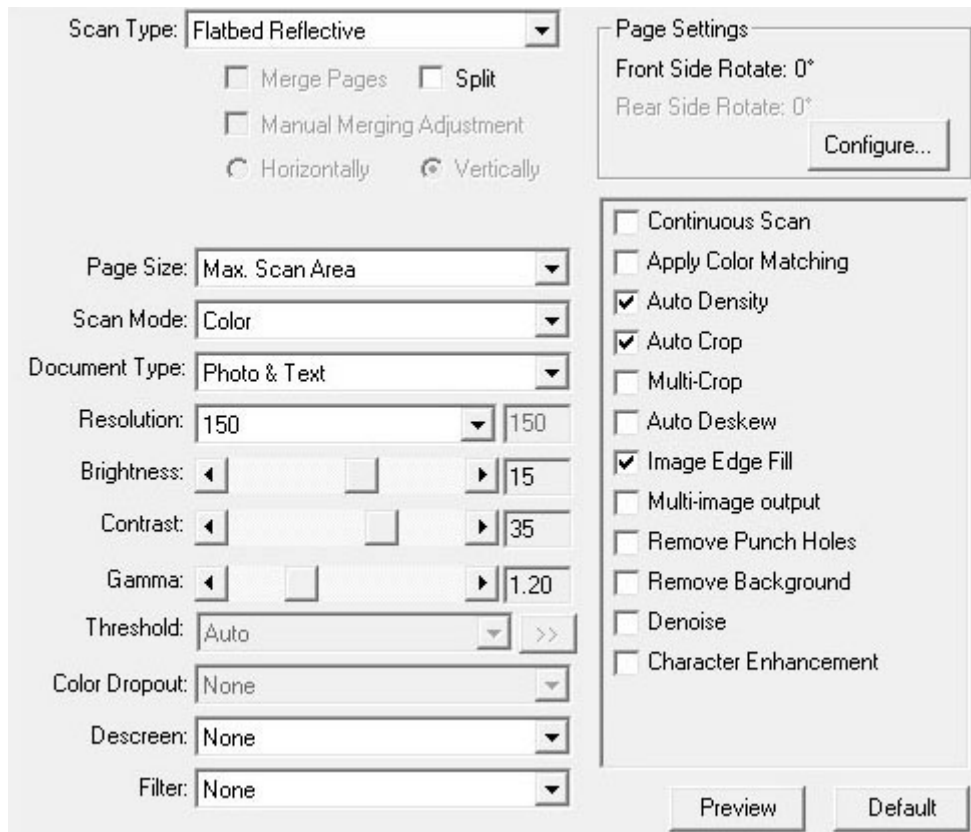 Scan Type: Flatbed Reflective
Merge Pages Split
Manual Merging Adjustment
Horizontally Vertically
Page Settings
Front Side Rotate: 0°
Rear Side Rotate: 0°
Configure...
Page Size: Max. Scan Area
Scan Mode: Color
Document Type: Photo & Text
Resolution: 150 150
Brightness: 15
Contrast: 35
Gamma: 1.20
Threshold: Auto >>
Color Dropout: None
Descreen: None
Filter: None
Continuous Scan
Apply Color Matching
Auto Density
Auto Crop
Multi-Crop
Auto Deskew
Image Edge Fill
Multi-image output
Remove Punch Holes
Remove Background
Denoise
Character Enhancement
Preview Default